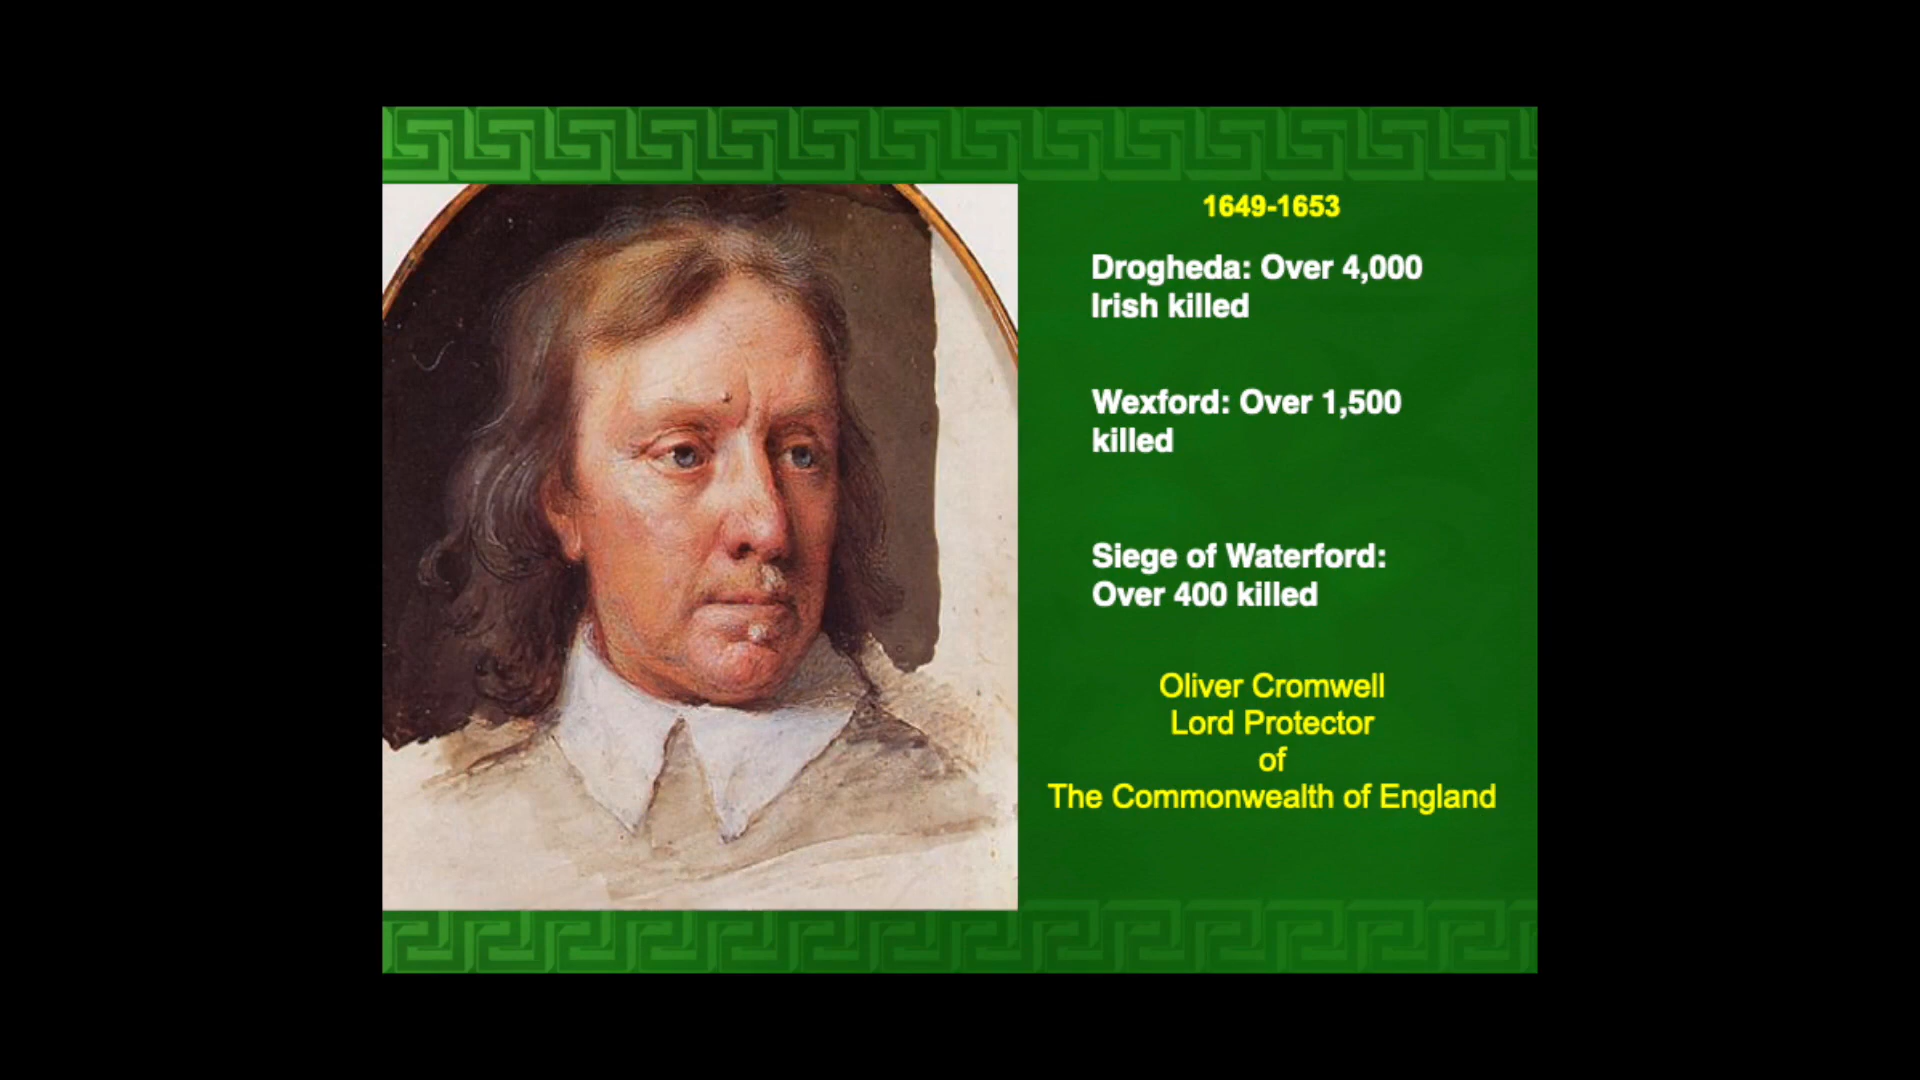 1649-1653
Drogheda: Over 4,000
Irish killed
Wexford: Over 1,500
killed
Siege of Waterford:
Over 400 killed
Oliver Cromwell
Lord Protector
of
The Commonwealth of England